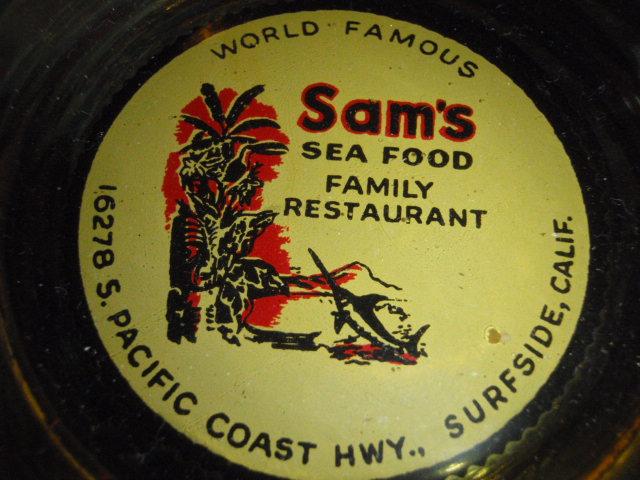 WORLD FAMOUS
Sam's
SEA FOOD
FAMILY
RESTAURANT
16278 S. PACIFIC COAST HWY., SURFSIDE, CALIF.